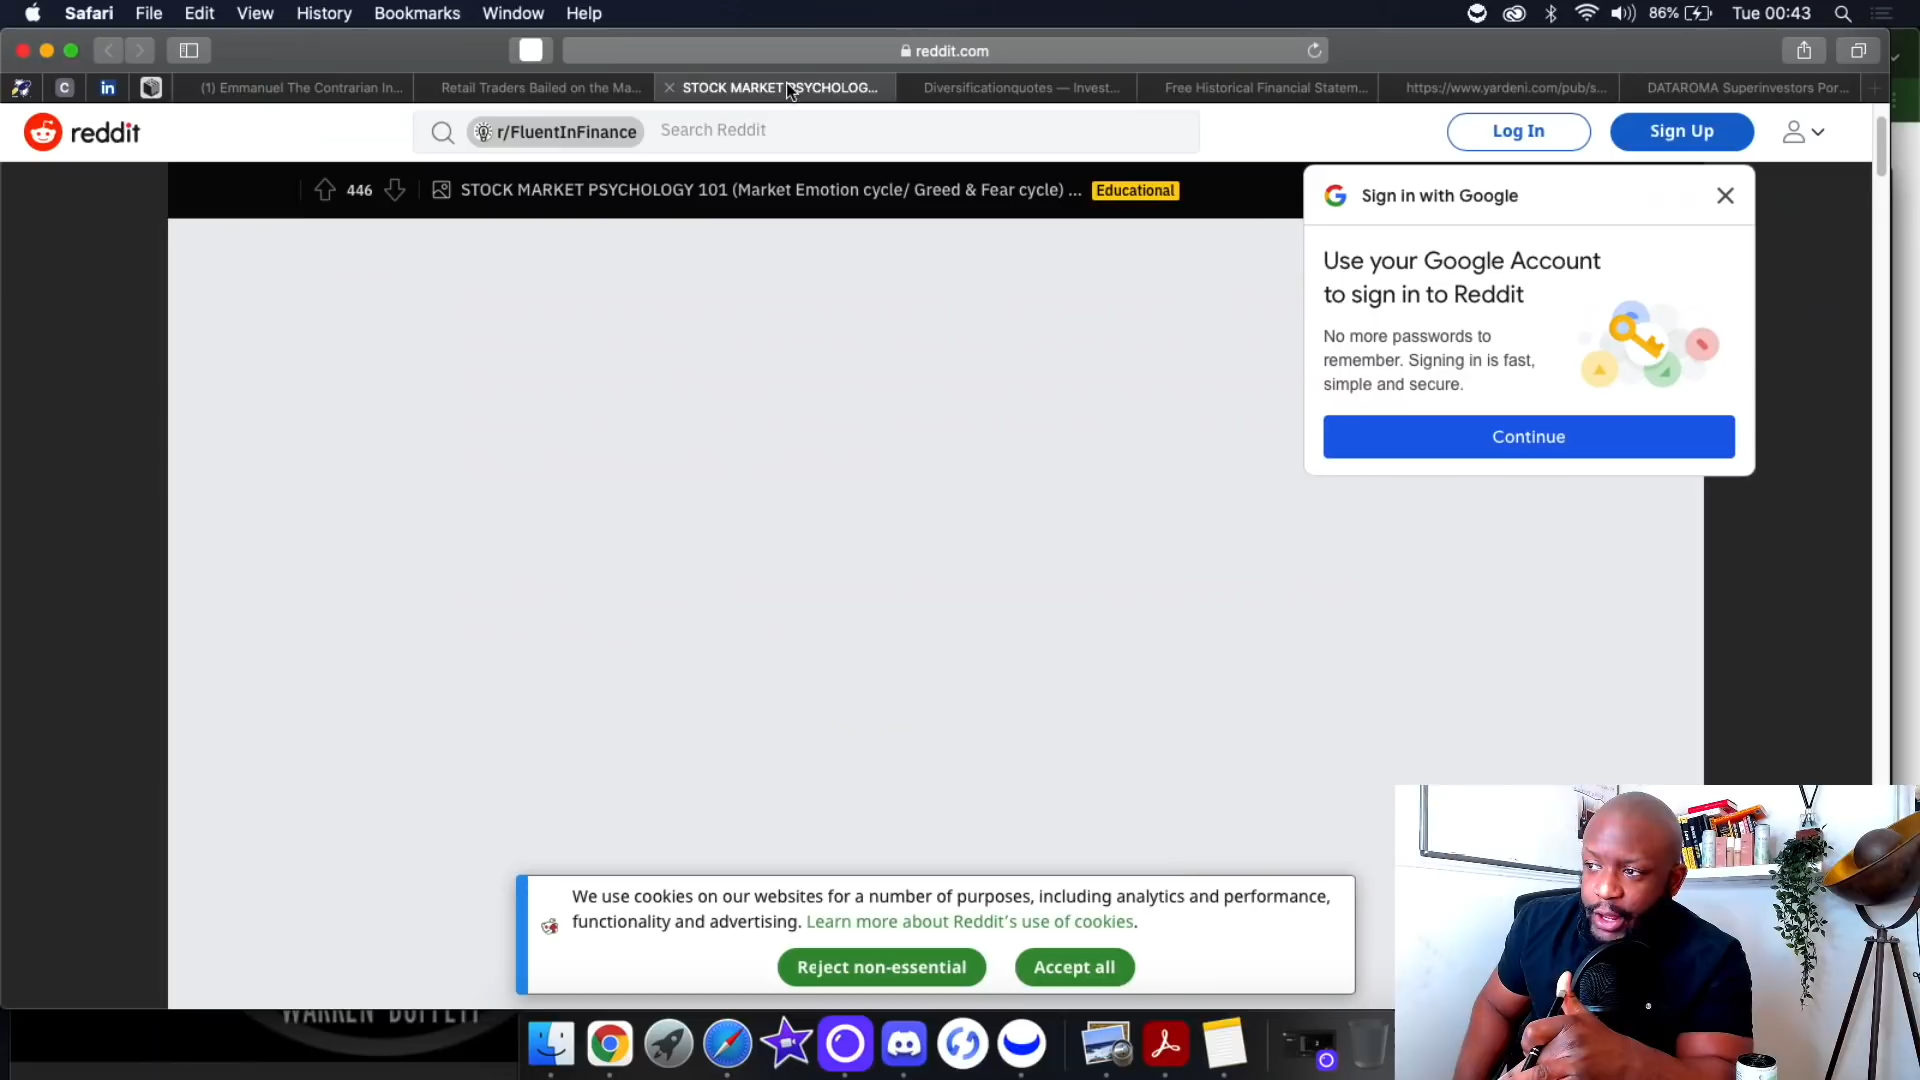 Safari File Edit View History Bookmarks Window Help 86% Tue 00:43
reddit.com
C in (1) Emmanuel The Contrarian In... Retail Traders Bailed on the Ma... STOCK MARKET PSYCHOLOG... Diversificationquotes — Invest... Free Historical Financial Statem... https://www.yardeni.com/pub/s... DATAROMA Superinvestors Por...
reddit r/FluentInFinance Search Reddit Log In Sign Up
446 STOCK MARKET PSYCHOLOGY 101 (Market Emotion cycle/ Greed & Fear cycle) ... Educational
Sign in with Google
Use your Google Account
to sign in to Reddit
No more passwords to
remember. Signing in is fast,
simple and secure.
Continue
We use cookies on our websites for a number of purposes, including analytics and performance,
functionality and advertising. Learn more about Reddit's use of cookies.
Reject non-essential Accept all
WARREN BUFFETT